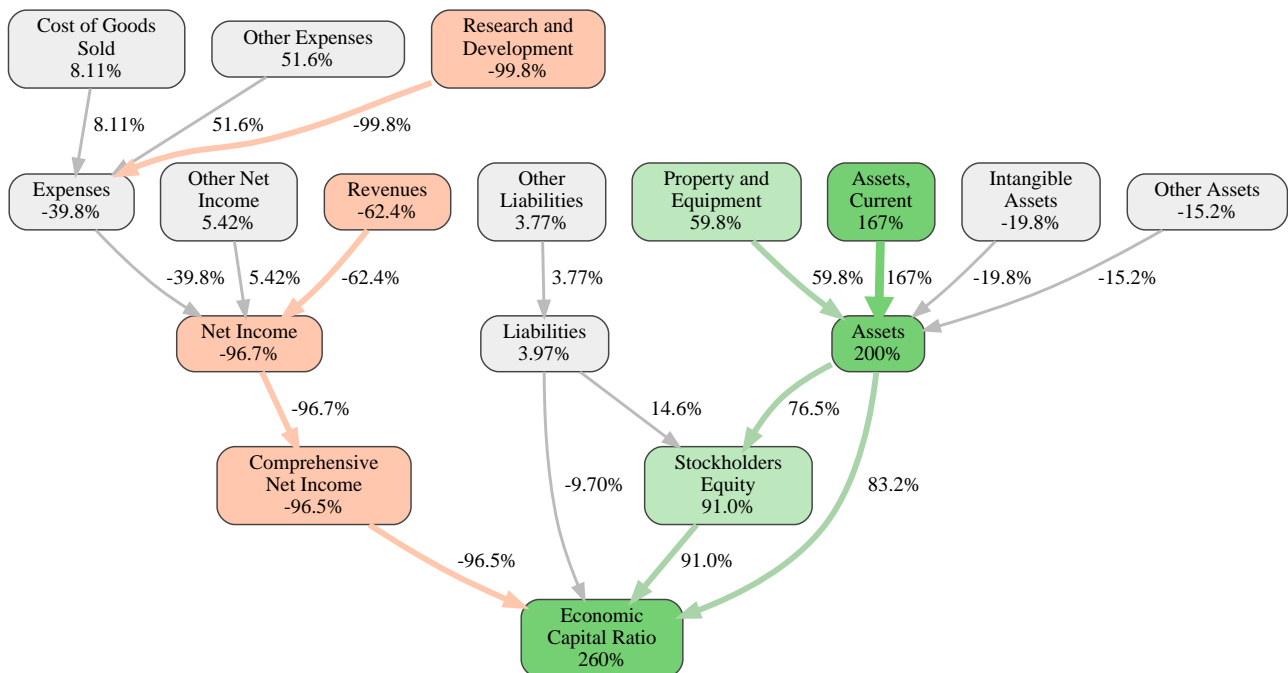 Cost of Goods
Sold
8.11%
Other Expenses
51.6%
Research and
Development
-99.8%
8.11%
51.6%
-99.8%
Expenses
-39.8%
Other Net
Income
5.42%
Revenues
-62.4%
Other
Liabilities
3.77%
Property and
Equipment
59.8%
Assets,
Current
167%
Intangible
Assets
-19.8%
Other Assets
-15.2%
-39.8%
5.42%
-62.4%
3.77%
59.8%
167%
-19.8%
-15.2%
Net Income
-96.7%
Liabilities
3.97%
Assets
200%
-96.7%
14.6%
76.5%
Comprehensive
Net Income
-96.5%
-9.70%
Stockholders
Equity
91.0%
83.2%
-96.5%
91.0%
Economic
Capital Ratio
260%